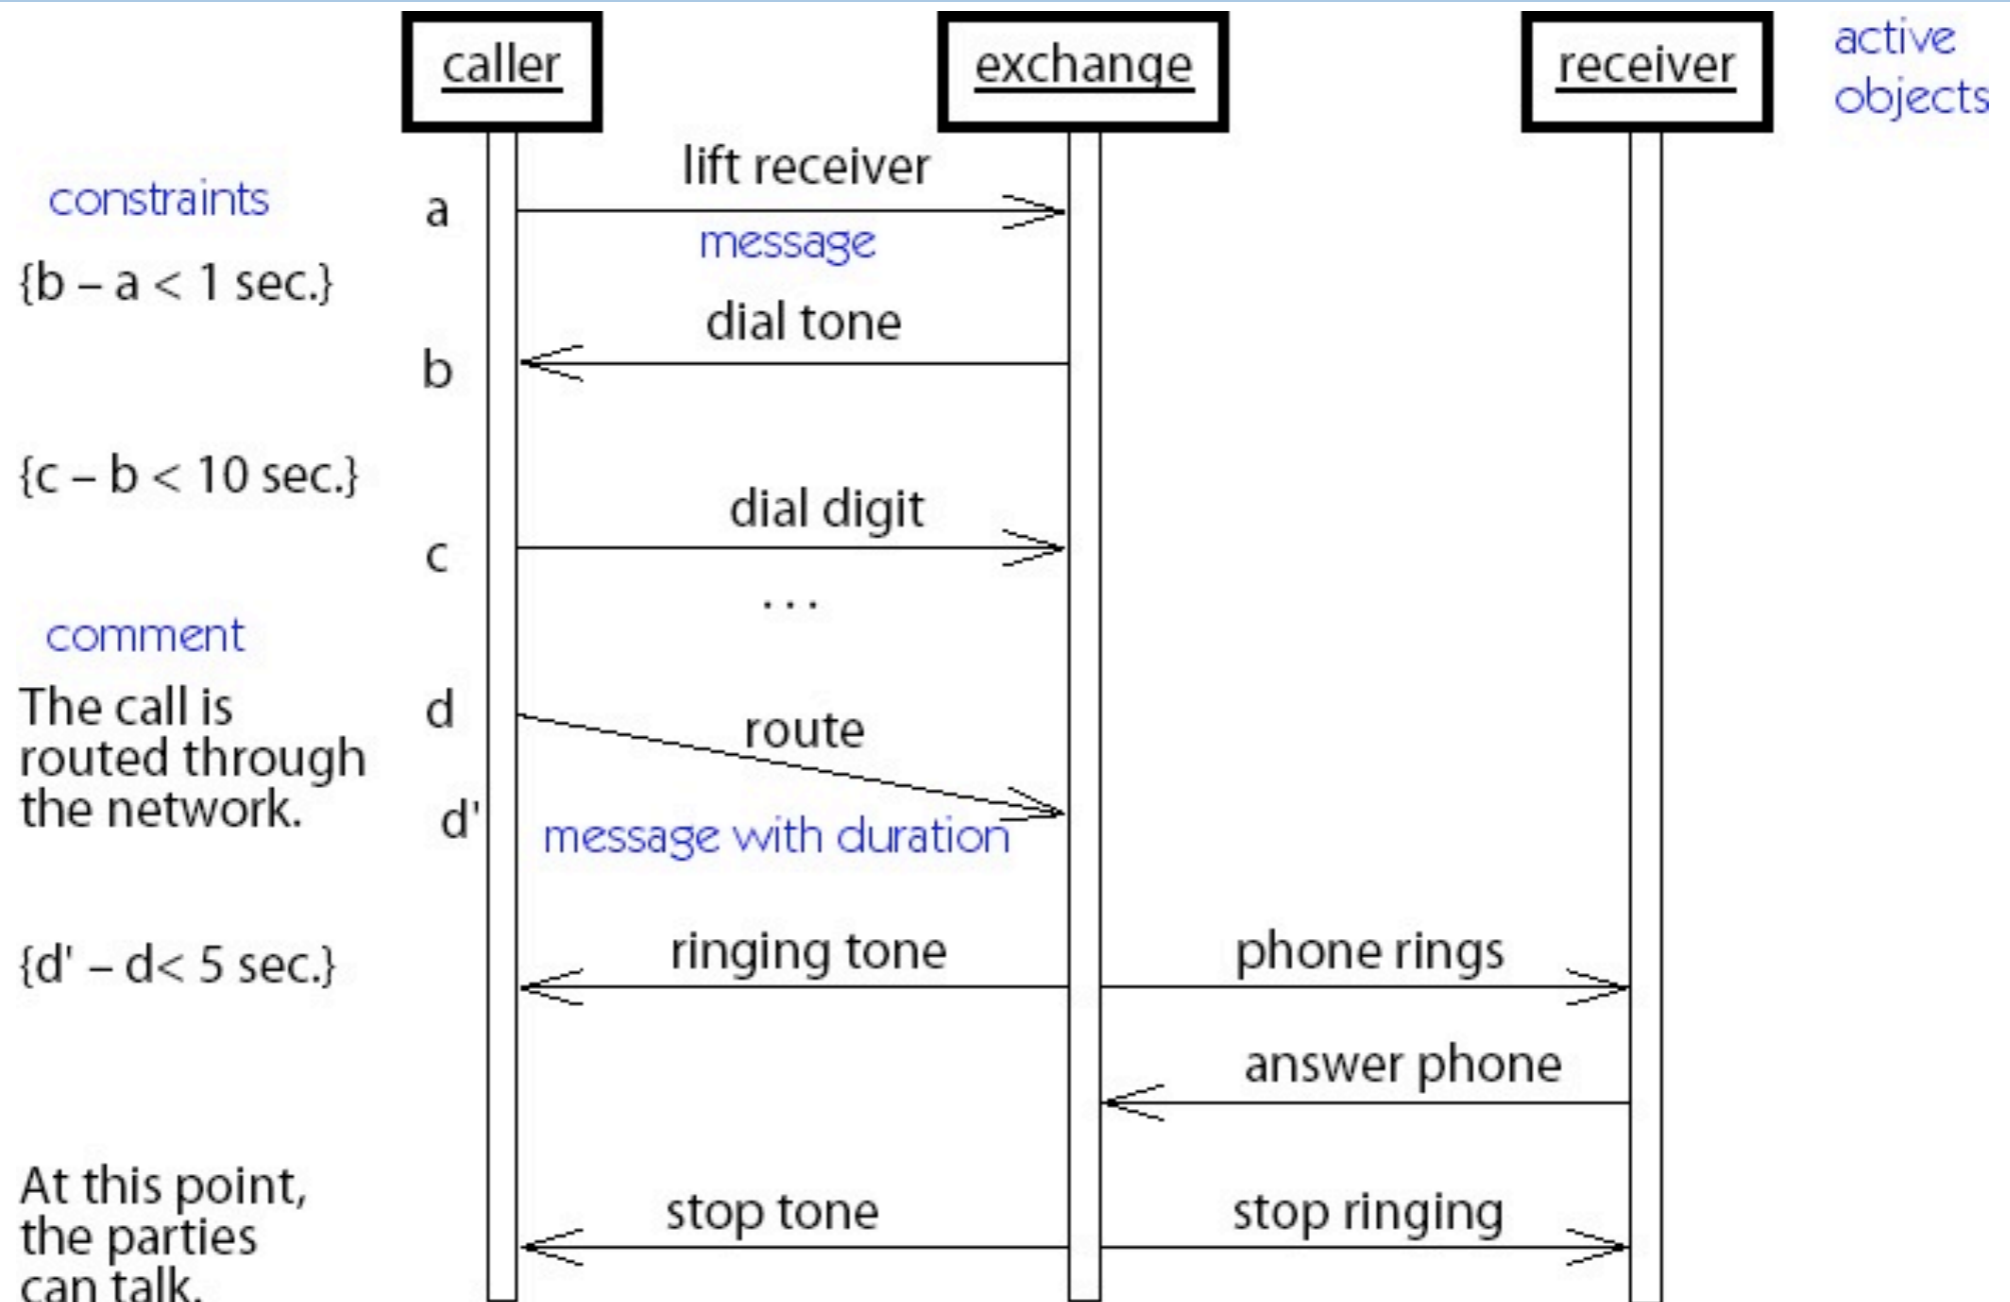 caller
exchange
receiver
active
objects
lift receiver
constraints
a
message
{b – a < 1 sec.}
dial tone
b
{c – b < 10 sec.}
dial digit
c
. . .
comment
The call is
routed through
the network.
d
route
d'
message with duration
{d' – d< 5 sec.}
ringing tone
phone rings
answer phone
At this point,
the parties
can talk.
stop tone
stop ringing